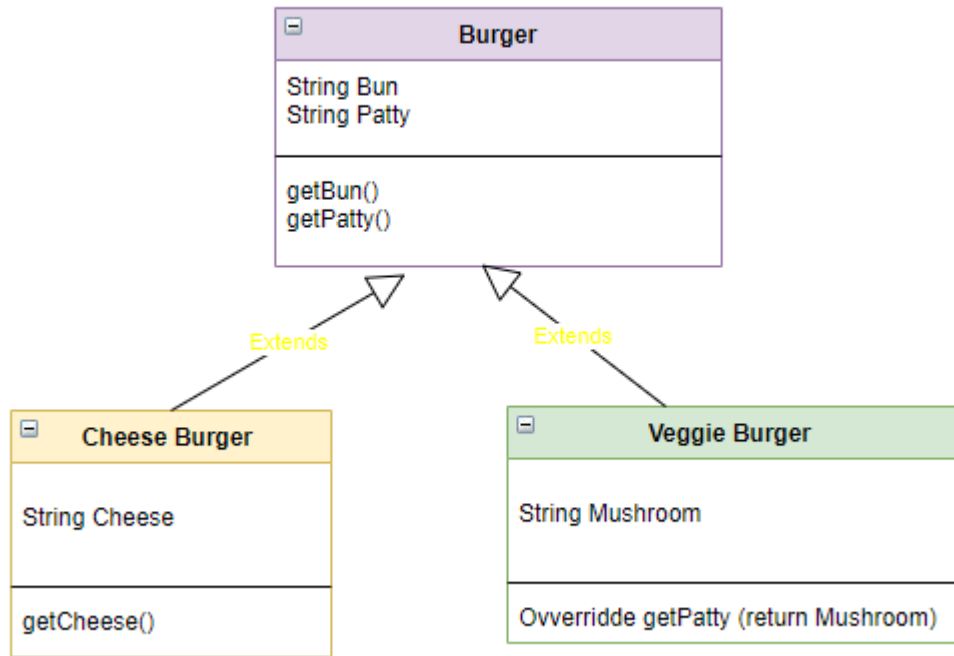 Burger
String Bun
String Patty
getBun()
getPatty()
Extends
Extends
Cheese Burger
String Cheese
getCheese()
Veggie Burger
String Mushroom
Ovverridde getPatty (return Mushroom)